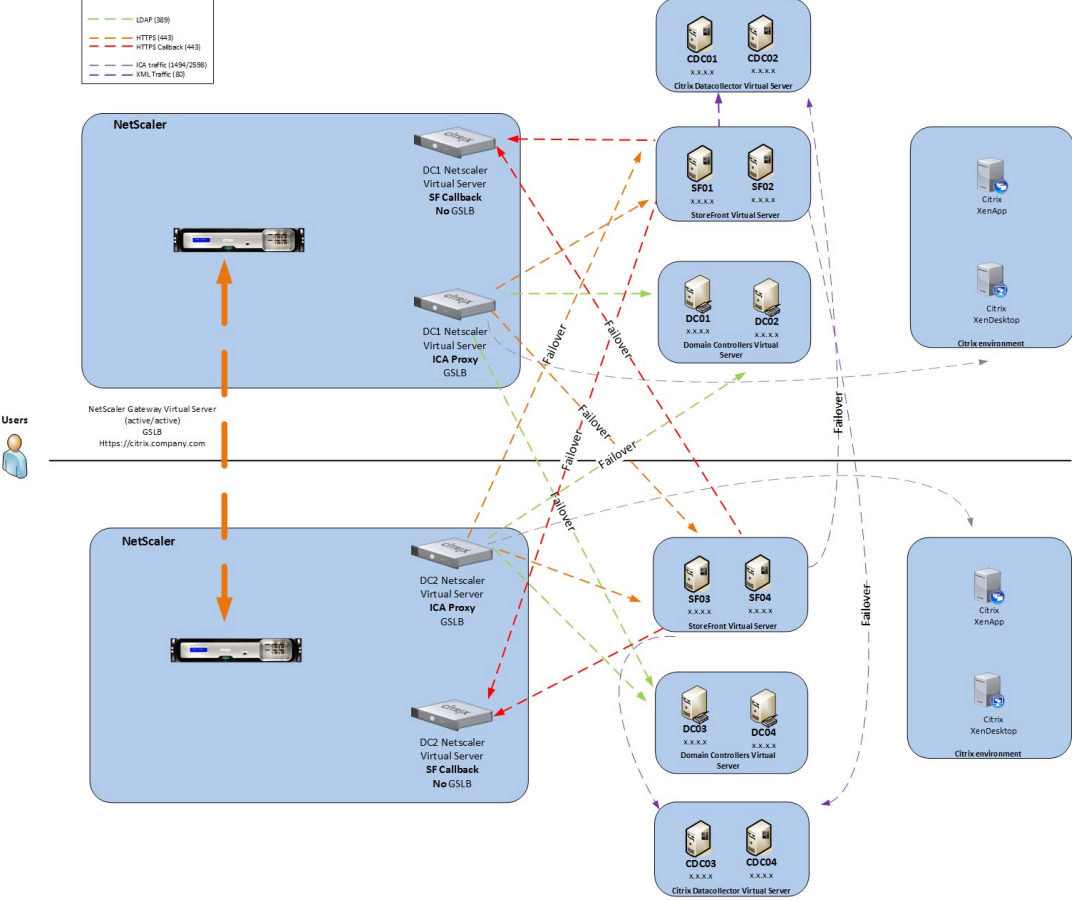 LDAP (389)
HTTPS (443)
HTTPS Callback (443)
ICA traffic (1494/2598)
XML Traffic (80)
CDC01
CDC02
x.x.x.x
x.x.x.x
Citrix Datacollector Virtual Server
NetScaler
citrix
DC1 Netscaler
Virtual Server
SF Callback
No GSLB
SF01
SF02
x.x.x.x
x.x.x.x
StoreFront Virtual Server
Citrix
XenApp
Citrix
XenDesktop
Citrix environment
citrix
DC1 Netscaler
Virtual Server
ICA Proxy
GSLB
DC01
DC02
x.x.x.x
x.x.x.x
Domain Controllers Virtual
Server
Failover
Failover
Failover
Failover
Failover
Failover
Failover
Failover
Users
NetScaler Gateway Virtual Server
(active/active)
GSLB
Https://citrix.company.com
NetScaler
citrix
DC2 Netscaler
Virtual Server
ICA Proxy
GSLB
SF03
SF04
x.x.x.x
x.x.x.x
StoreFront Virtual Server
Citrix
XenApp
Citrix
XenDesktop
Citrix environment
citrix
DC2 Netscaler
Virtual Server
SF Callback
No GSLB
DC03
DC04
x.x.x.x
x.x.x.x
Domain Controllers Virtual
Server
CDC03
CDC04
x.x.x.x
x.x.x.x
Citrix Datacollector Virtual Server